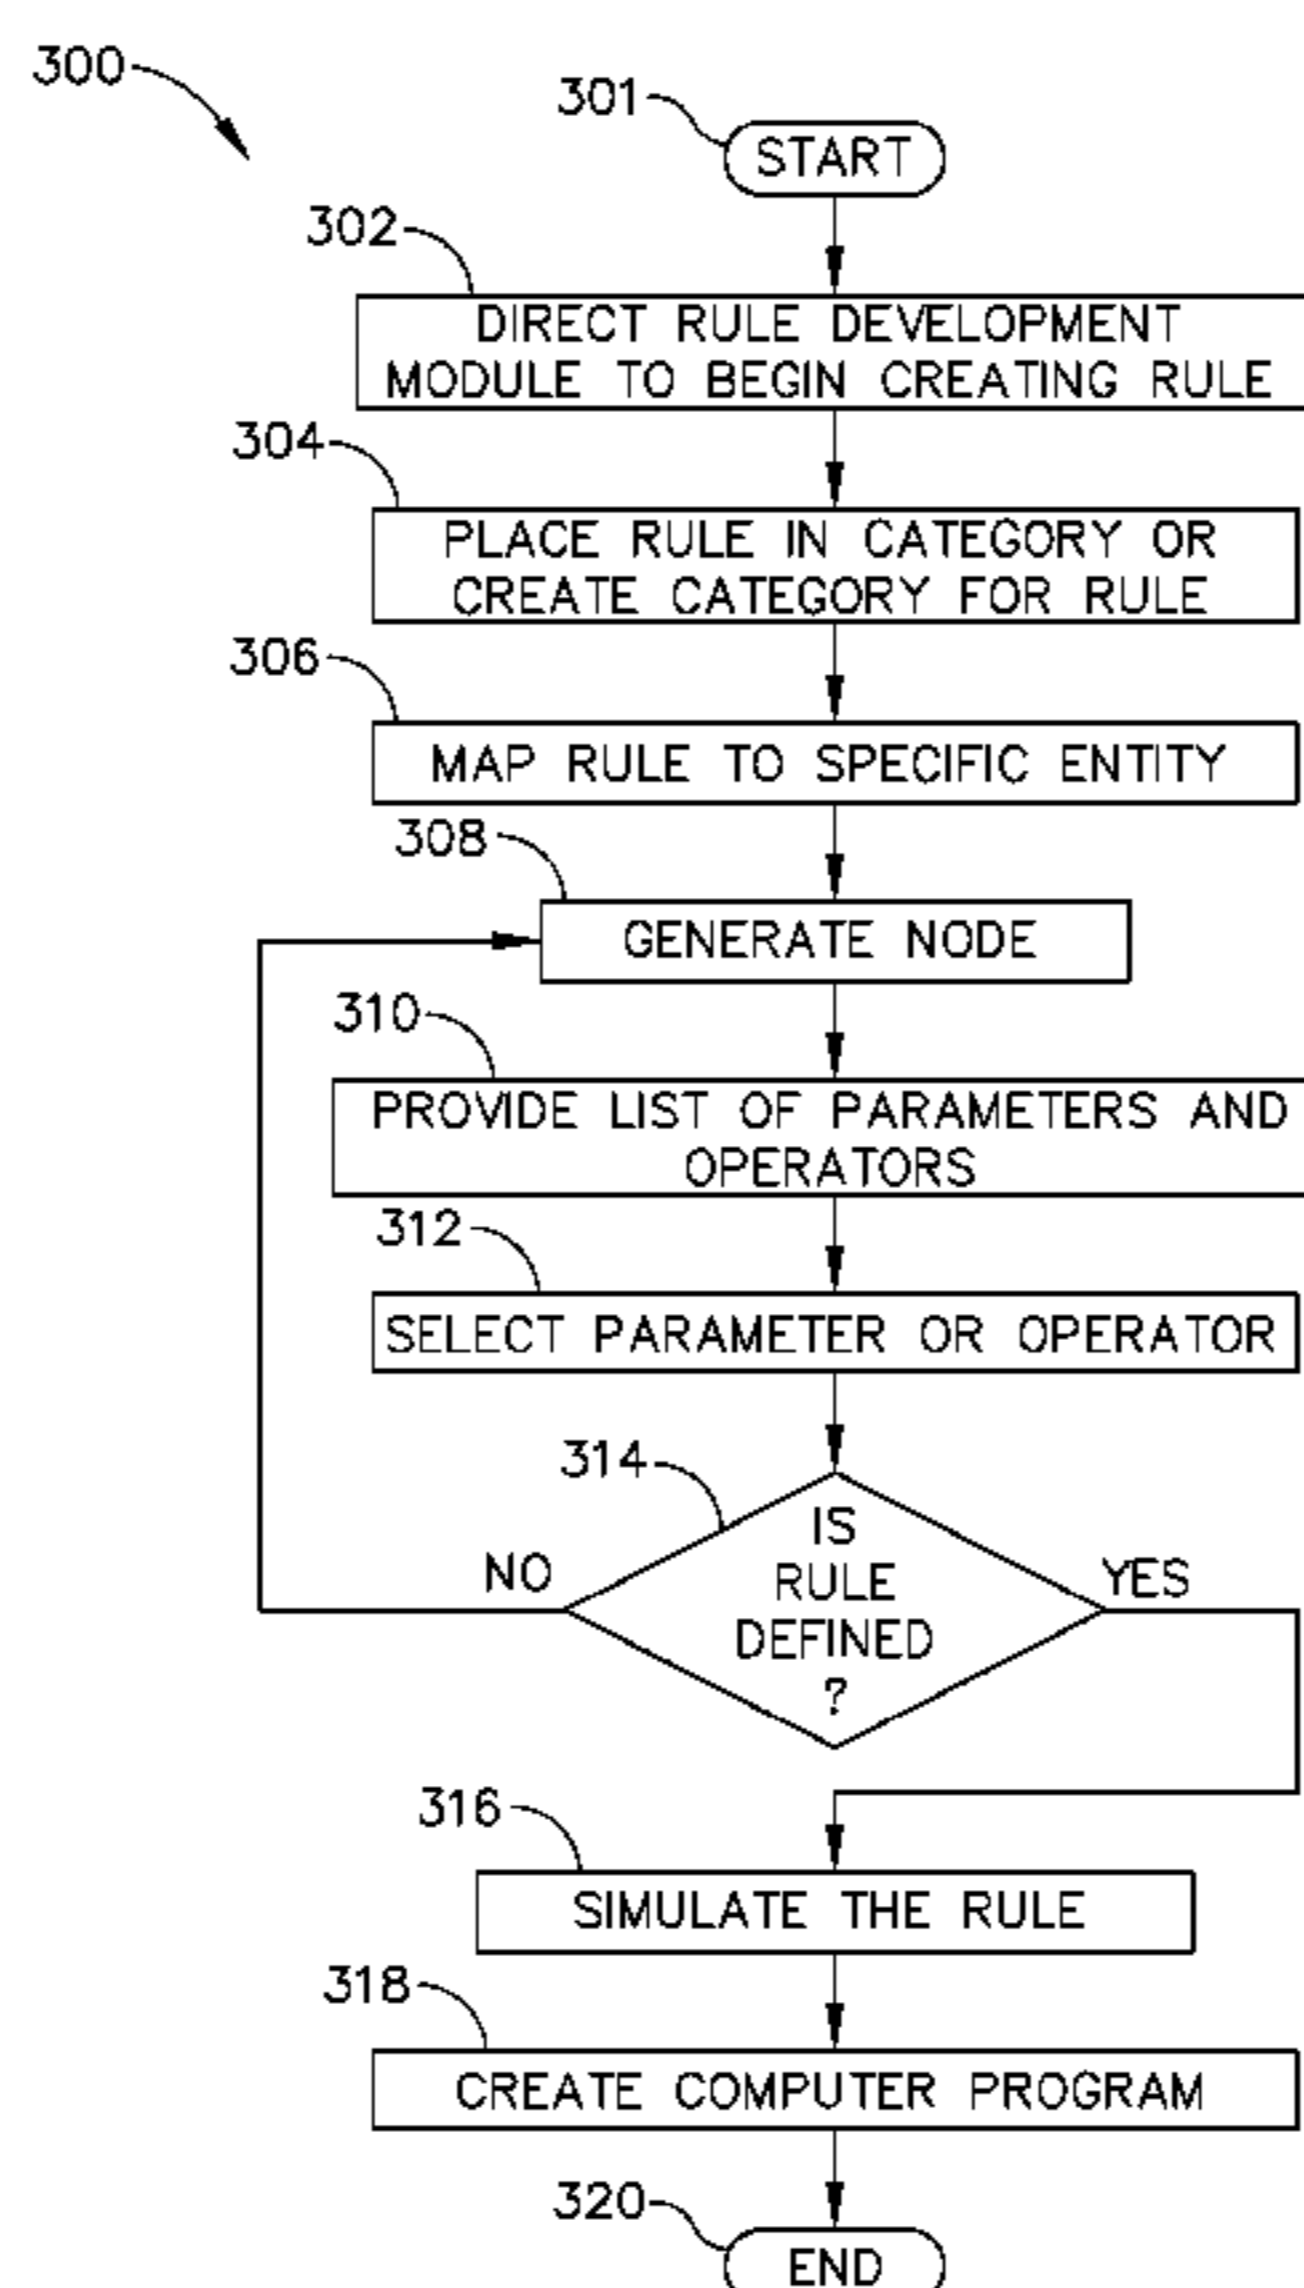 300
301
START
302
DIRECT RULE DEVELOPMENT
MODULE TO BEGIN CREATING RULE
304
PLACE RULE IN CATEGORY OR
CREATE CATEGORY FOR RULE
306
MAP RULE TO SPECIFIC ENTITY
308
GENERATE NODE
310
PROVIDE LIST OF PARAMETERS AND
OPERATORS
312
SELECT PARAMETER OR OPERATOR
314
IS
RULE
DEFINED
?
NO
YES
316
SIMULATE THE RULE
318
CREATE COMPUTER PROGRAM
320
END